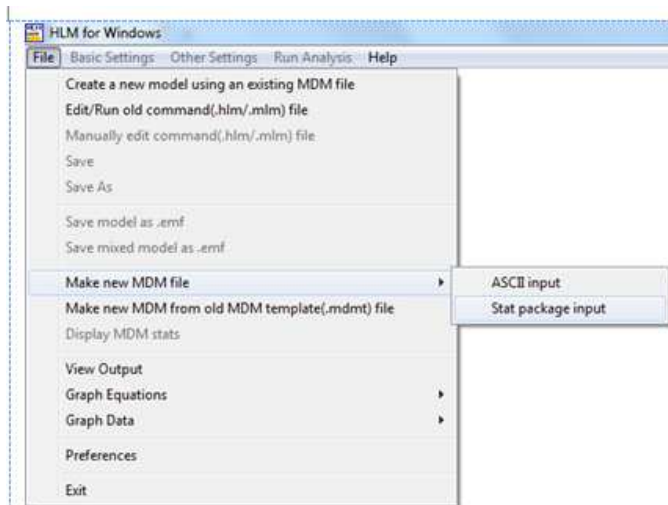 HLM for Windows
File Basic Settings Other Settings Run Analysis Help
Create a new model using an existing MDM file
Edit/Run old command(.hlm/.mlm) file
Manually edit command(.hlm/.mlm) file
Save
Save As
Save model as .emf
Save mixed model as .emf
Make new MDM file
ASCII input
Make new MDM from old MDM template(.mdmt) file
Stat package input
Display MDM stats
View Output
Graph Equations
Graph Data
Preferences
Exit